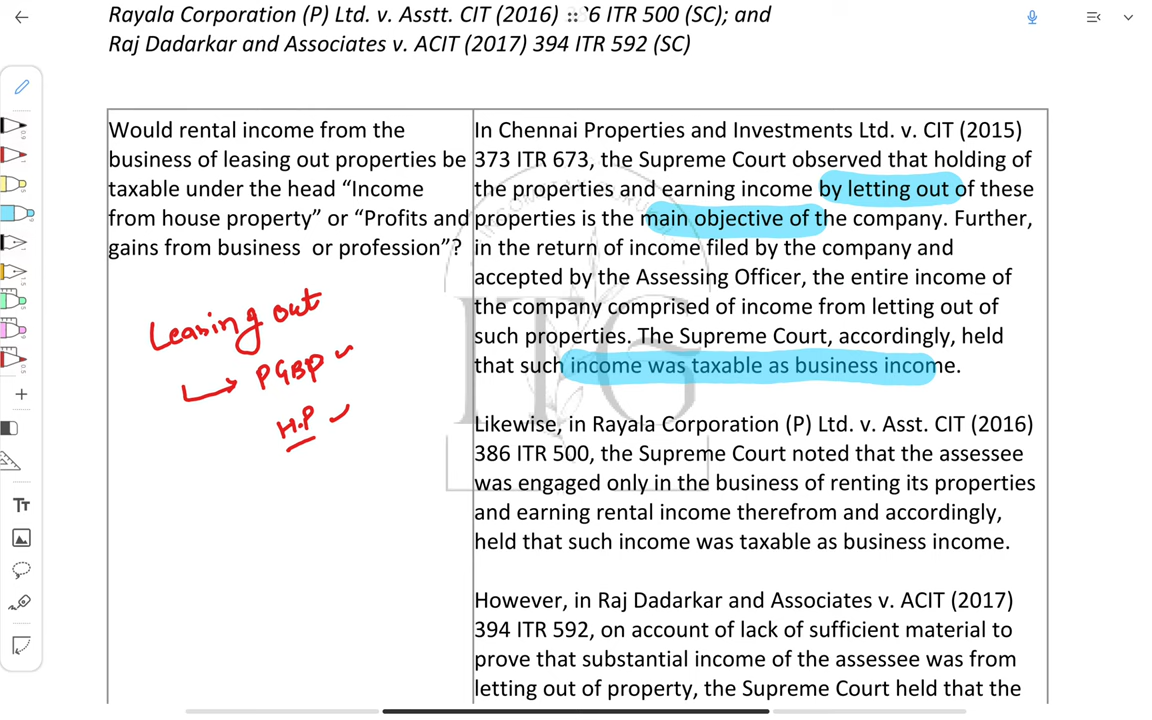 Rayala Corporation (P) Ltd. v. Asstt. CIT (2016) 6 ITR 500 (SC); and
Raj Dadarkar and Associates v. ACIT (2017) 394 ITR 592 (SC)
Would rental income from the
business of leasing out properties be
taxable under the head “Income
from house property” or “Profits and
gains from business or profession”?
Leasing out
PGBP
H.P
In Chennai Properties and Investments Ltd. v. CIT (2015)
373 ITR 673, the Supreme Court observed that holding of
the properties and earning income by letting out of these
properties is the main objective of the company. Further,
in the return of income filed by the company and
accepted by the Assessing Officer, the entire income of
the company comprised of income from letting out of
such properties. The Supreme Court, accordingly, held
that such income was taxable as business income.
Likewise, in Rayala Corporation (P) Ltd. v. Asst. CIT (2016)
386 ITR 500, the Supreme Court noted that the assessee
was engaged only in the business of renting its properties
and earning rental income therefrom and accordingly,
held that such income was taxable as business income.
However, in Raj Dadarkar and Associates v. ACIT (2017)
394 ITR 592, on account of lack of sufficient material to
prove that substantial income of the assessee was from
letting out of property, the Supreme Court held that the
ITG
Tт